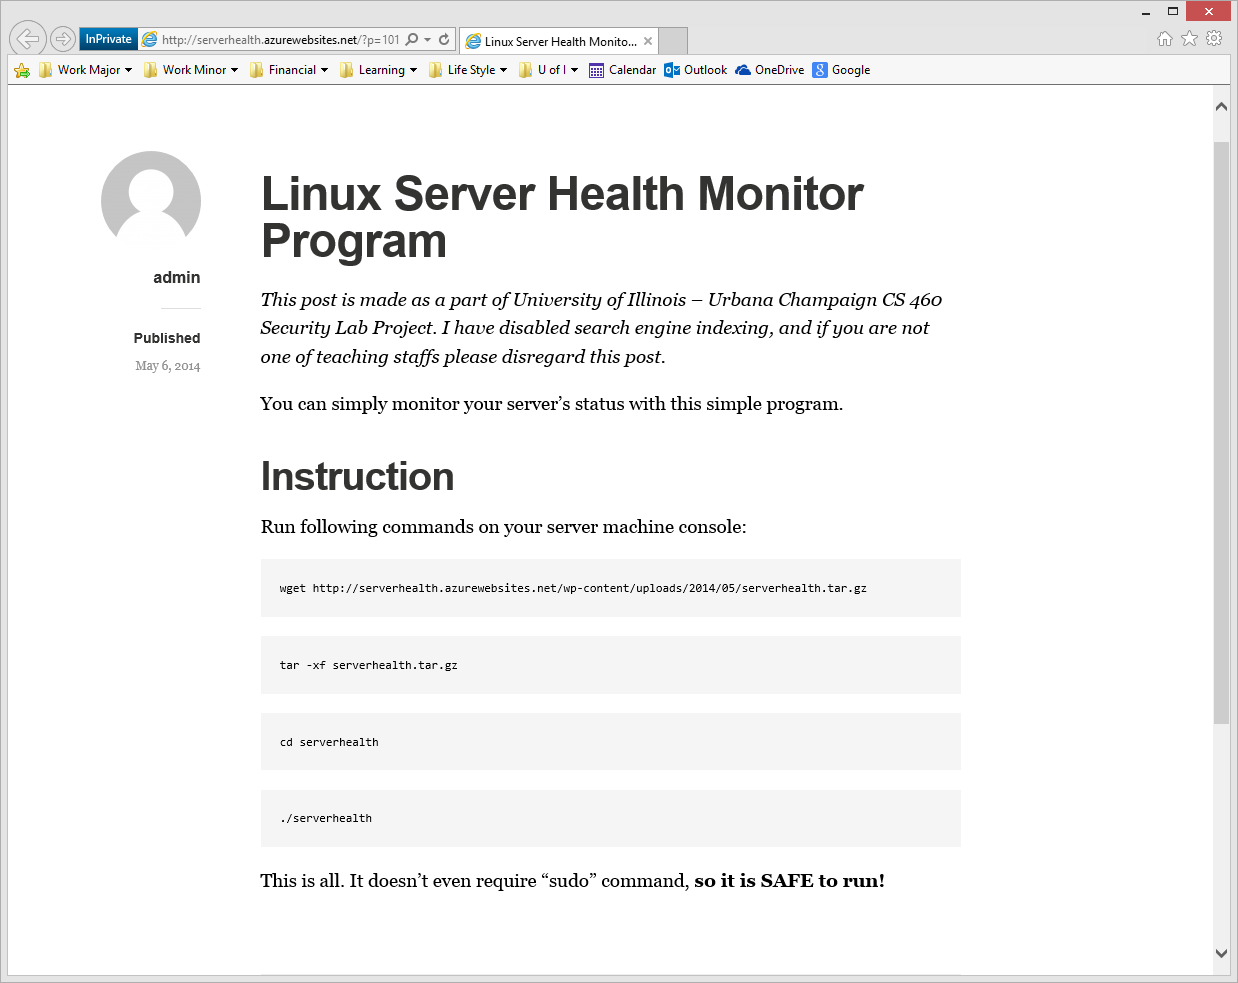 InPrivate
http://serverhealth.azurewebsites.net/?p=101
Linux Server Health Monito...
Work Major
Work Minor
Financial
Learning
Life Style
U of I
Calendar
Outlook
OneDrive
Google
admin
Published
May 6, 2014
Linux Server Health Monitor
Program
This post is made as a part of University of Illinois – Urbana Champaign CS 460
Security Lab Project. I have disabled search engine indexing, and if you are not
one of teaching staffs please disregard this post.
You can simply monitor your server’s status with this simple program.
Instruction
Run following commands on your server machine console:
wget http://serverhealth.azurewebsites.net/wp-content/uploads/2014/05/serverhealth.tar.gz
tar -xf serverhealth.tar.gz
cd serverhealth
./serverhealth
This is all. It doesn’t even require “sudo” command, so it is SAFE to run!